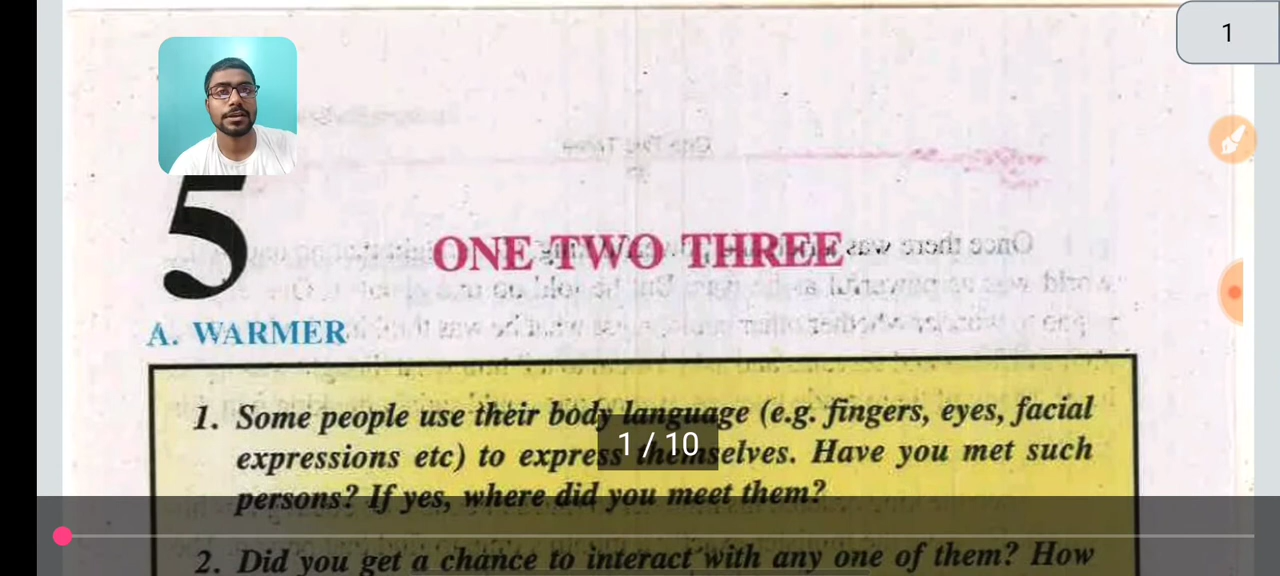 1
5
ONE TWO THREE
A. WARMER
1. Some people use their body language (e.g. fingers, eyes, facial
expressions etc) to express themselves. Have you met such
1 / 10
persons? If yes, where did you meet them?
2. Did you get a chance to interact with any one of them? How